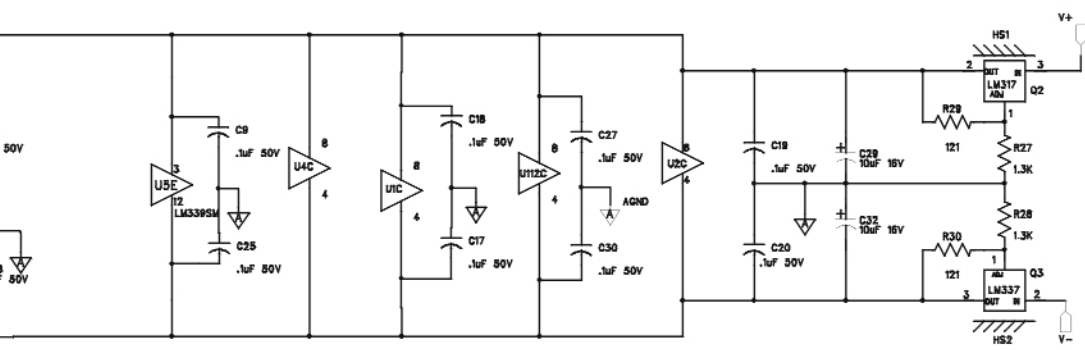 V+
HS1
2 OUT IN 3
LM317
ADJ
Q2
1
R29
121
R27
1.3K
C18
.1uF 50V
C9
.1uF 50V
C27
.1uF 50V
C19
.1uF 50V
C29
10uF 16V
50V
3
U5E
12
LM339SM
8
U4C
4
8
U1C
4
8
U112C
4
8
U2C
4
A
A
A
AGND
A
A
C25
.1uF 50V
C17
.1uF 50V
C30
.1uF 50V
C20
.1uF 50V
C32
10uF 16V
R28
1.3K
R30
121
1
ADJ
Q3
LM337
3 OUT IN 2
HS2
V-
F 50V